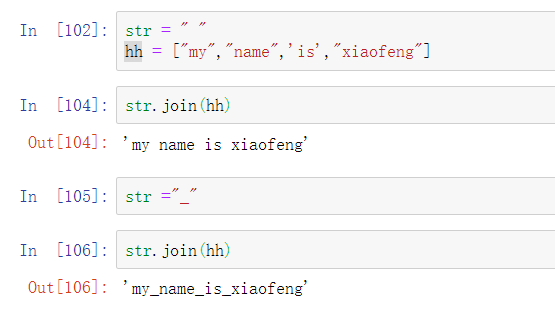 In [102]: str = " "
hh = ["my","name",'is',"xiaofeng"]
In [104]: str.join(hh)
Out[104]: 'my name is xiaofeng'
In [105]: str ="_"
In [106]: str.join(hh)
Out[106]: 'my_name_is_xiaofeng'